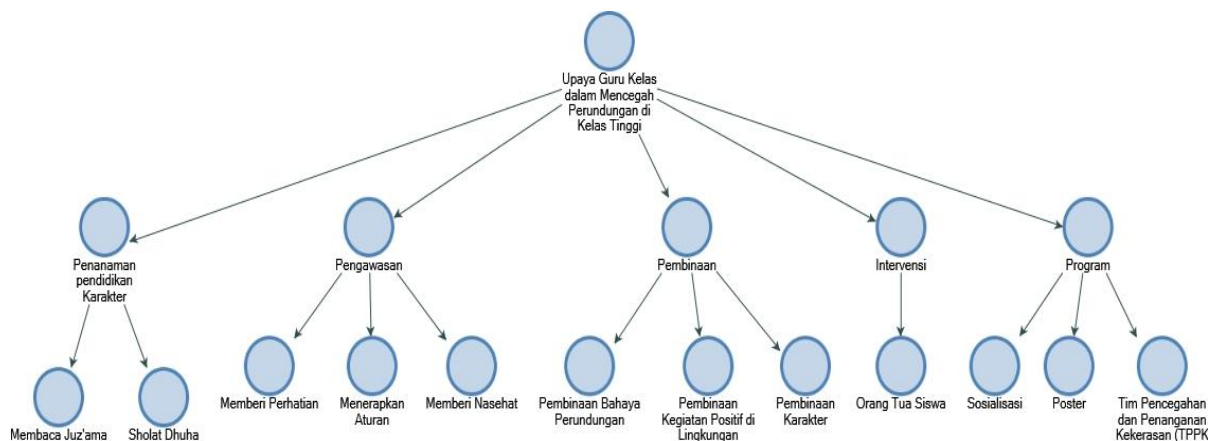 Upaya Guru Kelas
dalam Mencegah
Perundungan di
Kelas Tinggi
Penanaman
pendidikan
Karakter
Pengawasan
Pembinaan
Intervensi
Program
Membaca Juz'ama
Sholat Dhuha
Memberi Perhatian
Menerapkan
Aturan
Memberi Nasehat
Pembinaan Bahaya
Perundungan
Pembinaan
Kegiatan Positif di
Lingkungan
Pembinaan
Karakter
Orang Tua Siswa
Sosialisasi
Poster
Tim Pencegahan
dan Penanganan
Kekerasan (TPPK